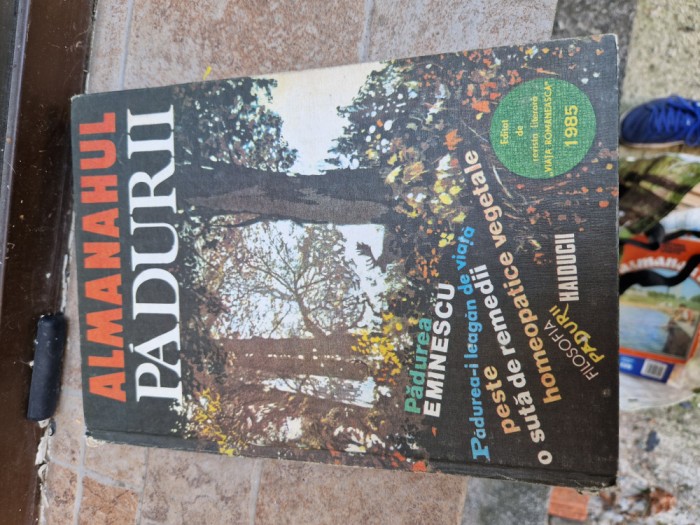 ALMANAHUL
PĂDURII
Editat
de
revista literară
"VIAȚA ROMÂNEASCĂ"
1985
Pădurea
EMINESCU
Pădurea-i leagăn de viață
peste
o sută de remedii
homeopatice vegetale
FILOSOFIA
PĂDURII
HAIDUCII